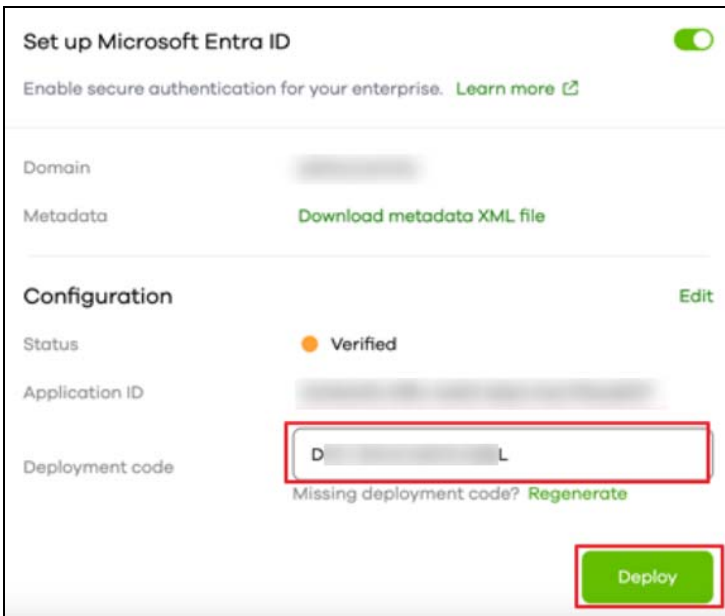 Set up Microsoft Entra ID
Enable secure authentication for your enterprise. Learn more
Domain
Metadata Download metadata XML file
Configuration Edit
Status Verified
Application ID
Deployment code D L
Missing deployment code? Regenerate
Deploy